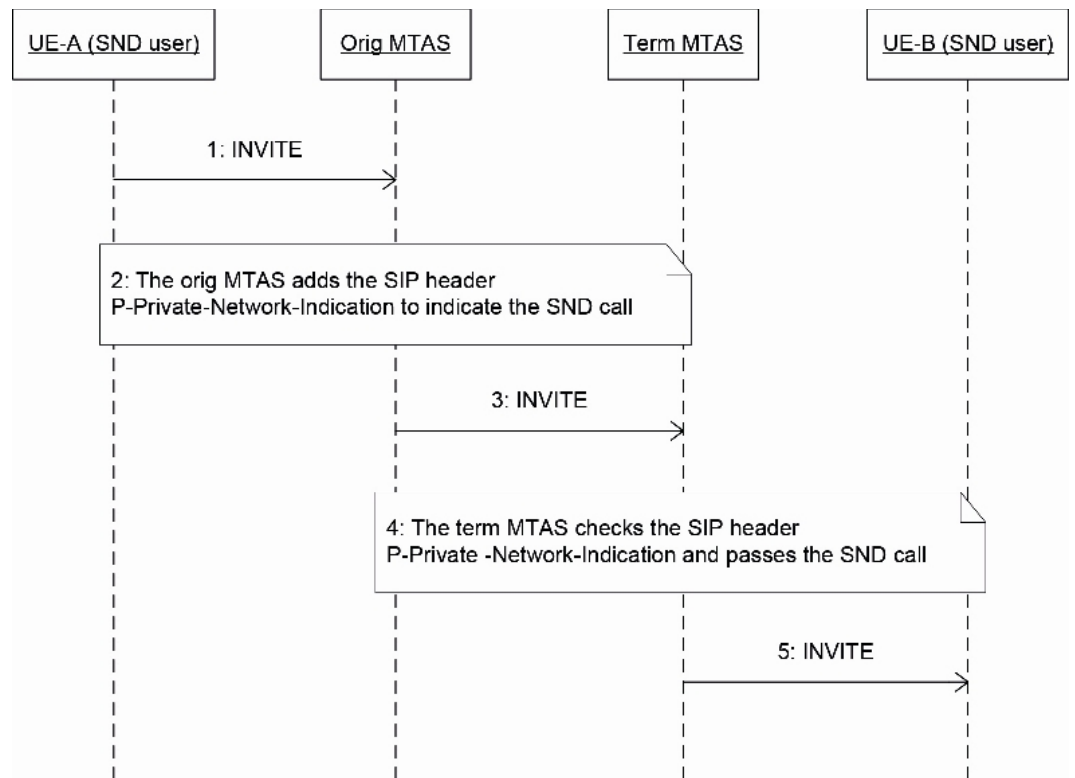 UE-A (SND user)
Orig MTAS
Term MTAS
UE-B (SND user)
1: INVITE
2: The orig MTAS adds the SIP header
P-Private-Network-Indication to indicate the SND call
3: INVITE
4: The term MTAS checks the SIP header
P-Private -Network-Indication and passes the SND call
5: INVITE